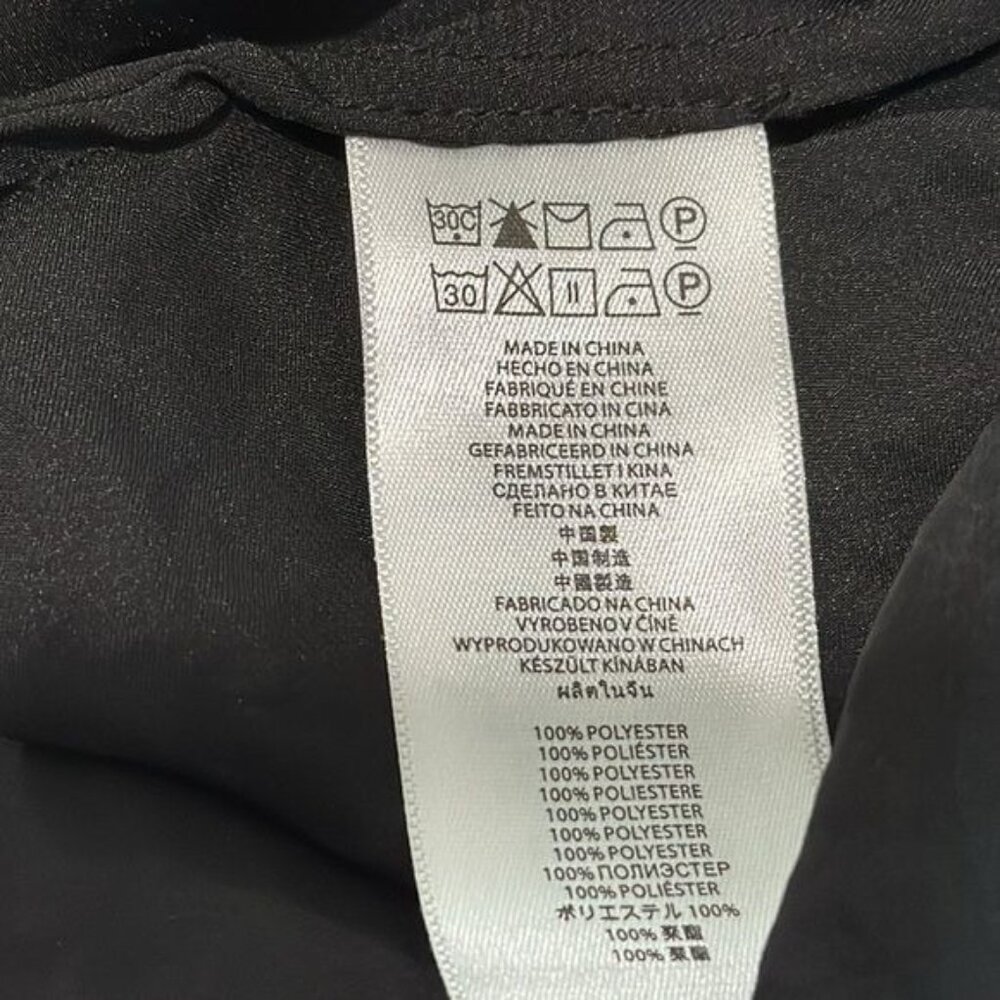 30C P
30 P
MADE IN CHINA
HECHO EN CHINA
FABRIQUÉ EN CHINE
FABBRICATO IN CINA
MADE IN CHINA
GEFABRICEERD IN CHINA
FREMSTILLET I KINA
СДЕЛАНО В КИТАЕ
FEITO NA CHINA
中国製
中国制造
中國製造
FABRICADO NA CHINA
VYROBENO V ČÍNĚ
WYPRODUKOWANO W CHINACH
KÉSZÜLT KÍNÁBAN
ผลิตในจีน
100% POLYESTER
100% POLIÉSTER
100% POLYESTER
100% POLIESTERE
100% POLYESTER
100% POLYESTER
100% POLYESTER
100% ПОЛИЭСТЕР
100% POLIÉSTER
ポリエステル 100%
100% 聚酯
100% 聚酯